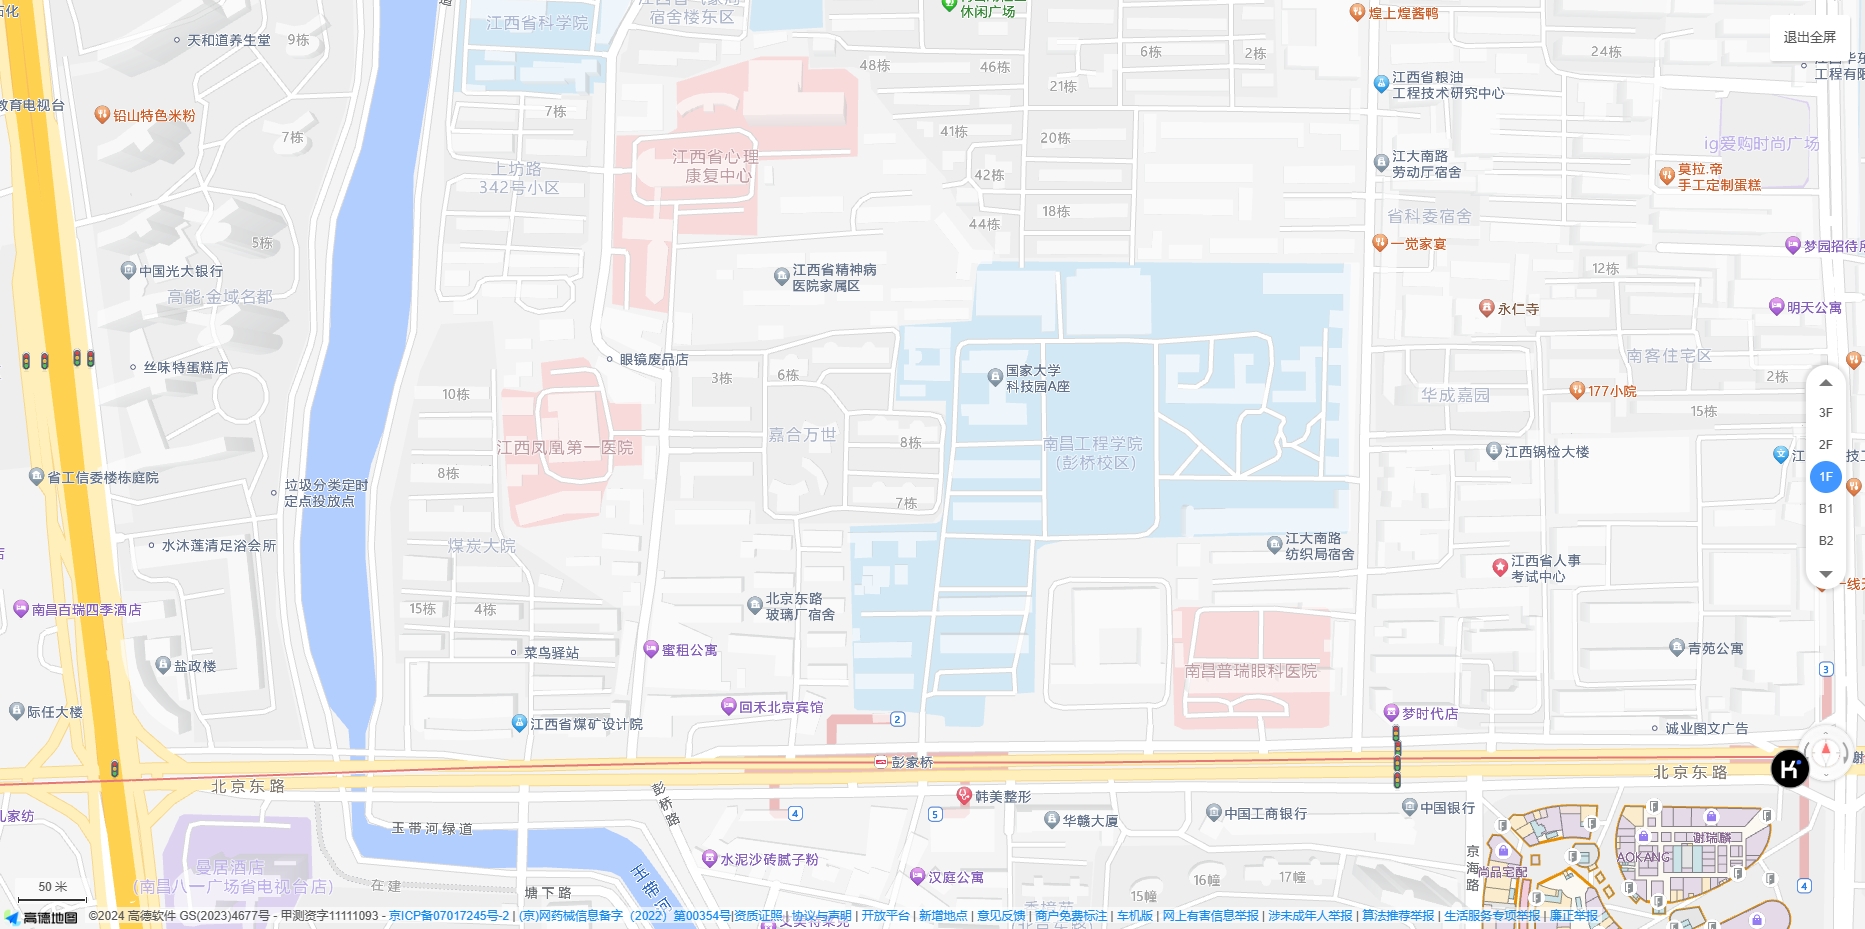 江西省科学院
宿舍楼东区
休闲广场
煌上煌酱鸭
退出全屏
天和道养生堂
9栋
48栋
46栋
6栋
2栋
24栋
教育电视台
铅山特色米粉
7栋
7栋
21栋
江西省粮油
工程技术研究中心
41栋
20栋
ig爱购时尚广场
江西省心理
康复中心
上坊路
342号小区
42栋
江大南路
劳动厅宿舍
莫拉.帝
手工定制蛋糕
18栋
44栋
省科委宿舍
5栋
一觉家宴
梦园招待所
中国光大银行
高能·金域名都
江西省精神病
医院家属区
12栋
永仁寺
明天公寓
丝味特蛋糕店
眼镜废品店
南客住宅区
3栋
6栋
国家大学
科技园A座
2栋
10栋
华成嘉园
177小院
15栋
3F
2F
1F
B1
B2
江西凤凰第一医院
嘉合万世
8栋
南昌工程学院
(彭桥校区)
江西锅检大楼
省工信委楼栋庭院
8栋
垃圾分类定时
定点投放点
7栋
水沐莲清足浴会所
煤炭大院
江大南路
纺织局宿舍
江西省人事
考试中心
南昌百瑞四季酒店
15栋
4栋
北京东路
玻璃厂宿舍
盐政楼
菜鸟驿站
蜜租公寓
南昌普瑞眼科医院
青苑公寓
3
际任大楼
江西省煤矿设计院
回禾北京宾馆
2
梦时代店
诚业图文广告
彭家桥
北京东路
北京东路
彭桥路
韩美整形
4
5
华赣大厦
中国工商银行
中国银行
玉带河绿道
曼居酒店
(南昌八一广场省电视台店)
在建
塘下路
玉带河
水泥沙砖腻子粉
汉庭公寓
15幢
16幢
17幢
京海路
尚品宅配
AOKANG
谢瑞麟
4
50 米
高德地图
©2024 高德软件 GS(2023)4677号 - 甲测资字11111093 - 京ICP备07017245号-2 | (京)网药械信息备字（2022）第00354号|资质证照 | 协议与声明 | 开放平台 | 新增地点 | 意见反馈 | 商户免费标注 | 车机版 | 网上有害信息举报 | 涉未成年人举报 | 算法推荐举报 | 生活服务专项举报 | 廉正举报